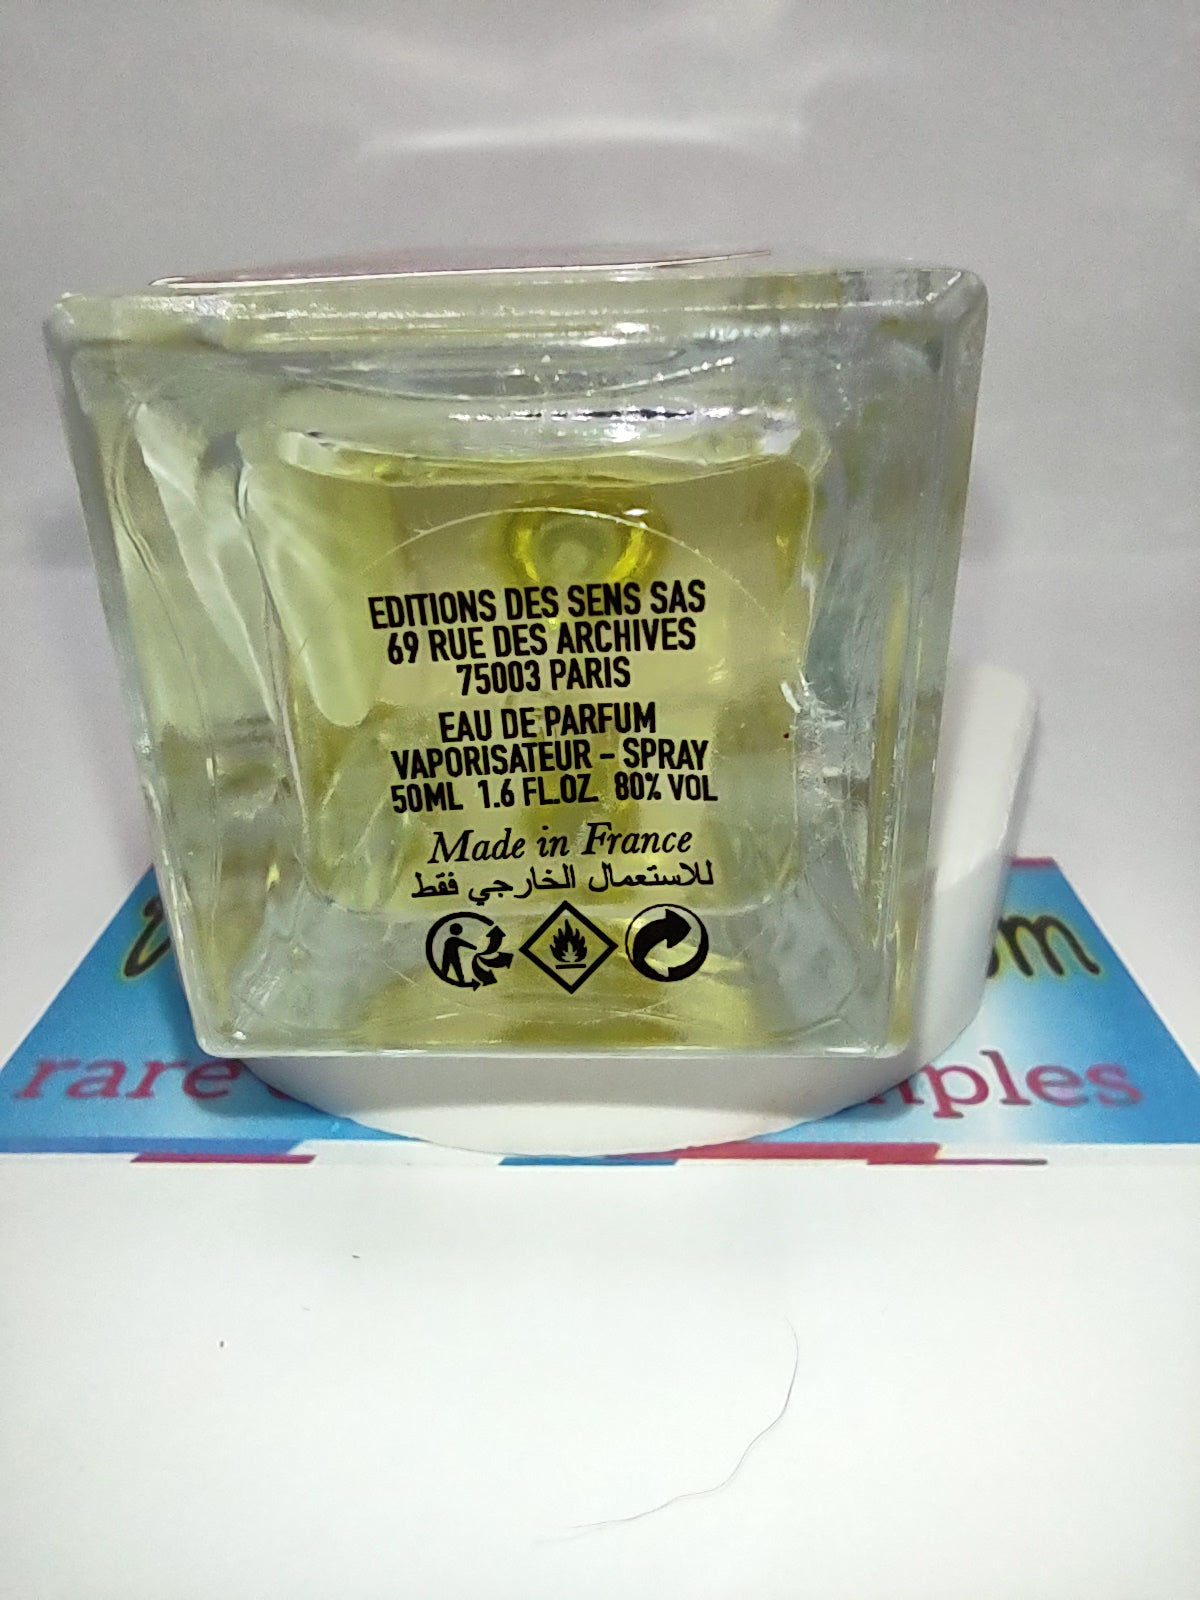 EDITIONS DES SENS SAS
69 RUE DES ARCHIVES
75003 PARIS
EAU DE PARFUM
VAPORISATEUR – SPRAY
50ML 1.6 FL.OZ. 80% VOL
Made in France
للاستعمال الخارجي فقط
rare